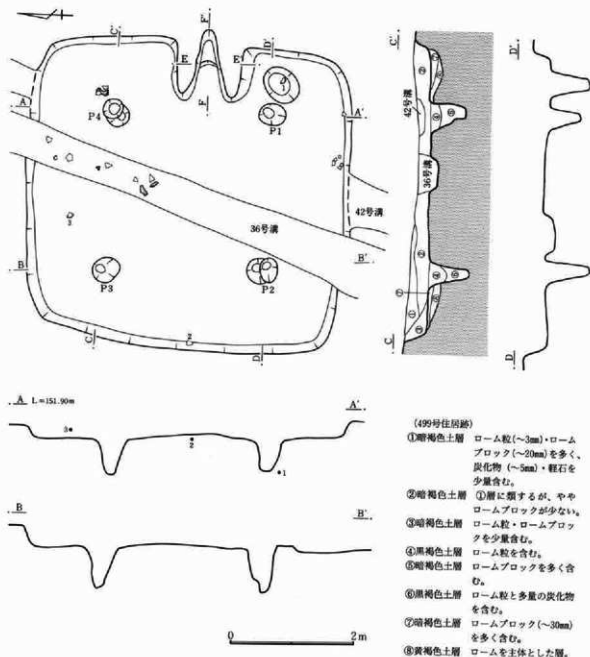 F'
C'
E
E'
D'
F
1
A
A'
P4
P1
c
3
36号溝
42号溝
B
B'
P3
P2
2
C
D
C'
42号溝
36号溝
C
①
②
③
④
⑤
⑦
D'
D
A
L=151.90m
A'
3
2
1
B
B'
0
2m
(499号住居跡)
①暗褐色土層 ローム粒(~3mm)・ローム
ブロック(~20mm)を多く、
炭化物(~5mm)・軽石を
少量含む。
②暗褐色土層 ①層に類するが、やや
ロームブロックが少ない。
③暗褐色土層 ローム粒・ロームブロッ
クを少量含む。
④黒褐色土層 ローム粒を含む。
⑤暗褐色土層 ロームブロックを多く含
む。
⑥黒褐色土層 ローム粒と多量の炭化物
を含む。
⑦暗褐色土層 ロームブロック(~30mm)
を多く含む。
⑧黄褐色土層 ロームを主体とした層。